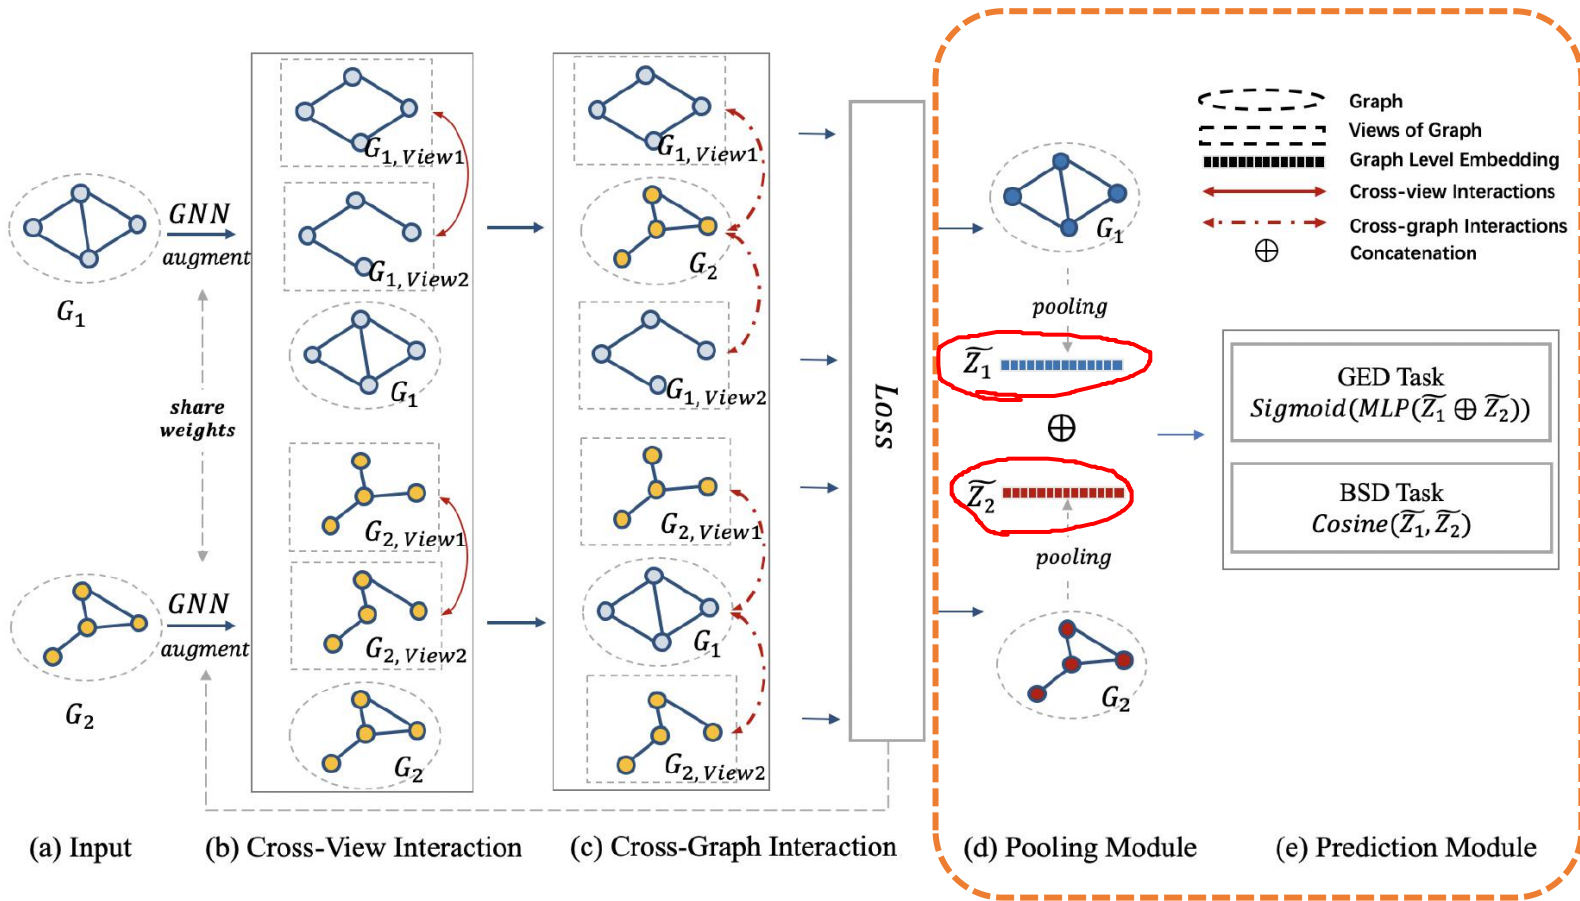 G₁
GNN
augment
share
weights
GNN
augment
G₂
G₁,View1
G₁,View2
G₁
G₂,View1
G₂,View2
G₂
G₁,View1
G₂
G₁,View2
G₂,View1
G₁
G₂,View2
Loss
G₁
pooling
Z̃₁
⊕
Z̃₂
pooling
G₂
Graph
Views of Graph
Graph Level Embedding
Cross-view Interactions
Cross-graph Interactions
⊕ Concatenation
GED Task
Sigmoid(MLP(Z̃₁ ⊕ Z̃₂))
BSD Task
Cosine(Z̃₁, Z̃₂)
(a) Input
(b) Cross-View Interaction
(c) Cross-Graph Interaction
(d) Pooling Module
(e) Prediction Module